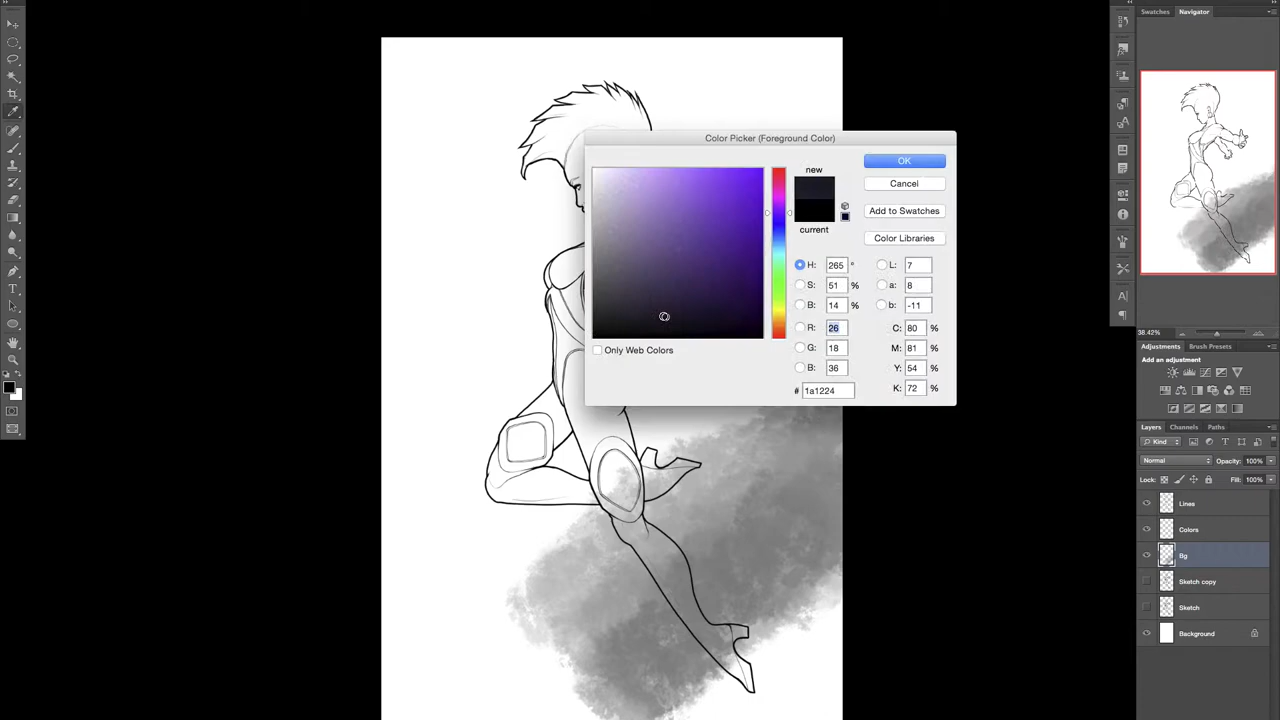 Swatches Navigator
Color Picker (Foreground Color)
new
OK
Cancel
Add to Swatches
current
Color Libraries
H: 265 °
L: 7
S: 51 %
a: 8
B: 14 %
b: -11
R: 26
C: 80 %
G: 18
M: 81 %
B: 36
Y: 54 %
# 1a1224
K: 72 %
Only Web Colors
38.42%
Adjustments Brush Presets
Add an adjustment
Layers Channels Paths
Kind
Normal Opacity: 100%
Lock: Fill: 100%
Lines
Colors
Bg
Sketch copy
Sketch
Background